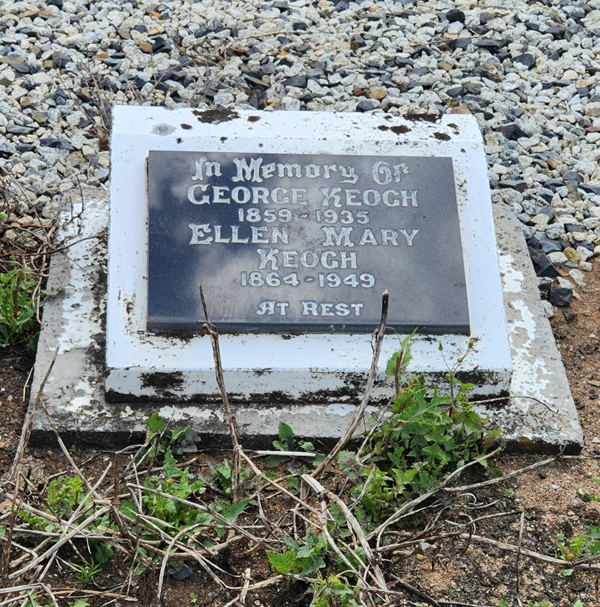 In Memory Of
GEORGE KEOGH
1859-1935
ELLEN MARY
KEOGH
1864-1949
AT REST